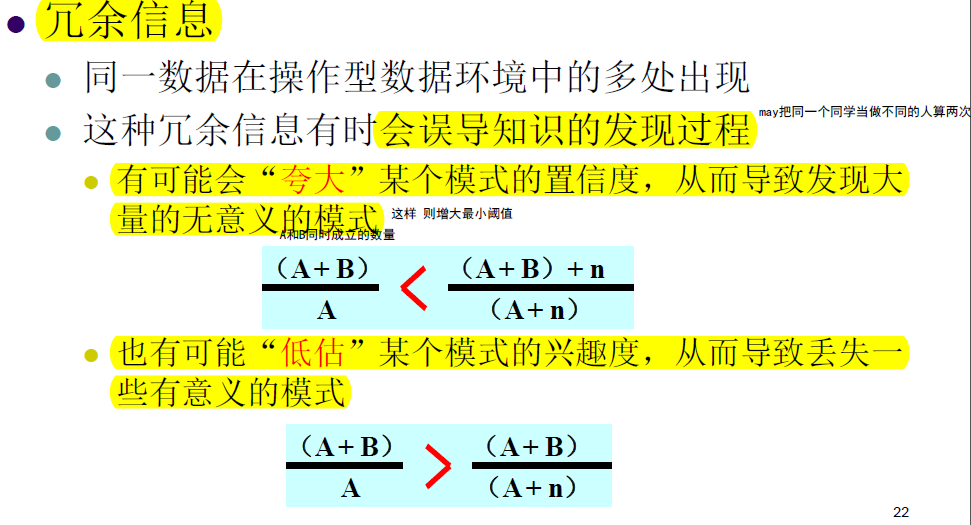 冗余信息
同一数据在操作型数据环境中的多处出现
may把同一个同学当做不同的人算两次
这种冗余信息有时会误导知识的发现过程
有可能会“夸大”某个模式的置信度，从而导致发现大
量的无意义的模式
这样 则增大最小阈值
A和B同时成立的数量
（A+B） （A+B）+n
<
A （A+n）
也有可能“低估”某个模式的兴趣度，从而导致丢失一
些有意义的模式
（A+B） （A+B）
>
A （A+n）
22